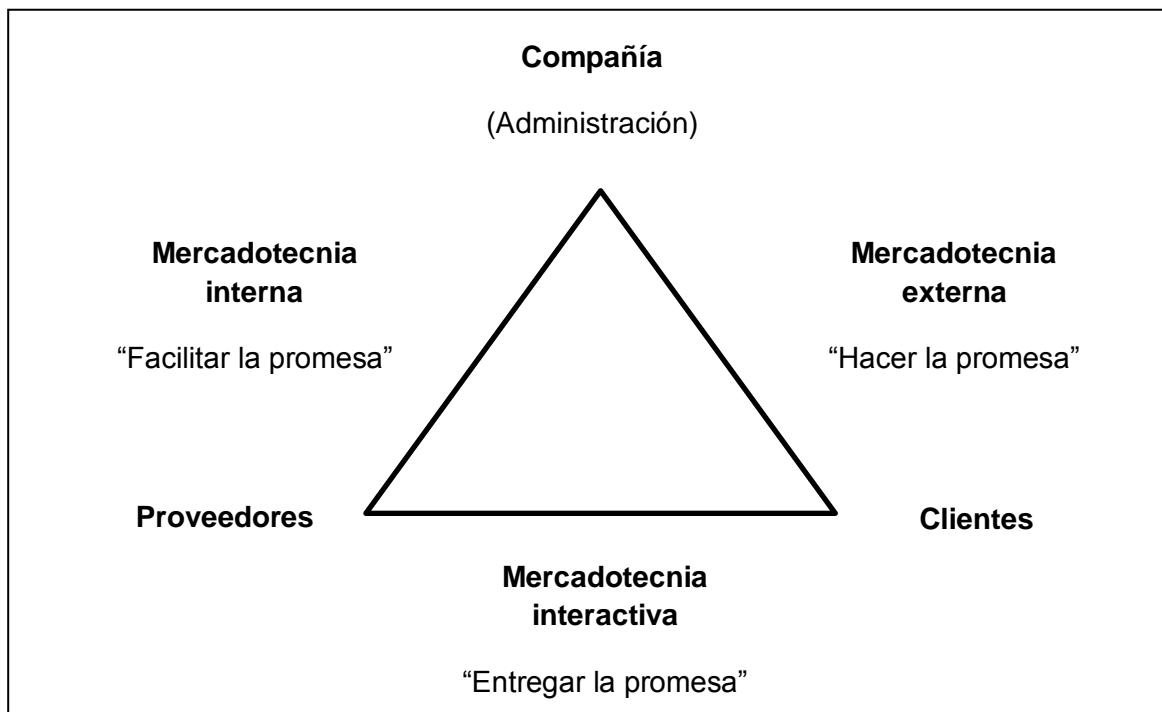 Compañía
(Administración)
Mercadotecnia
interna
“Facilitar la promesa”
Mercadotecnia
externa
“Hacer la promesa”
Proveedores
Clientes
Mercadotecnia
interactiva
“Entregar la promesa”